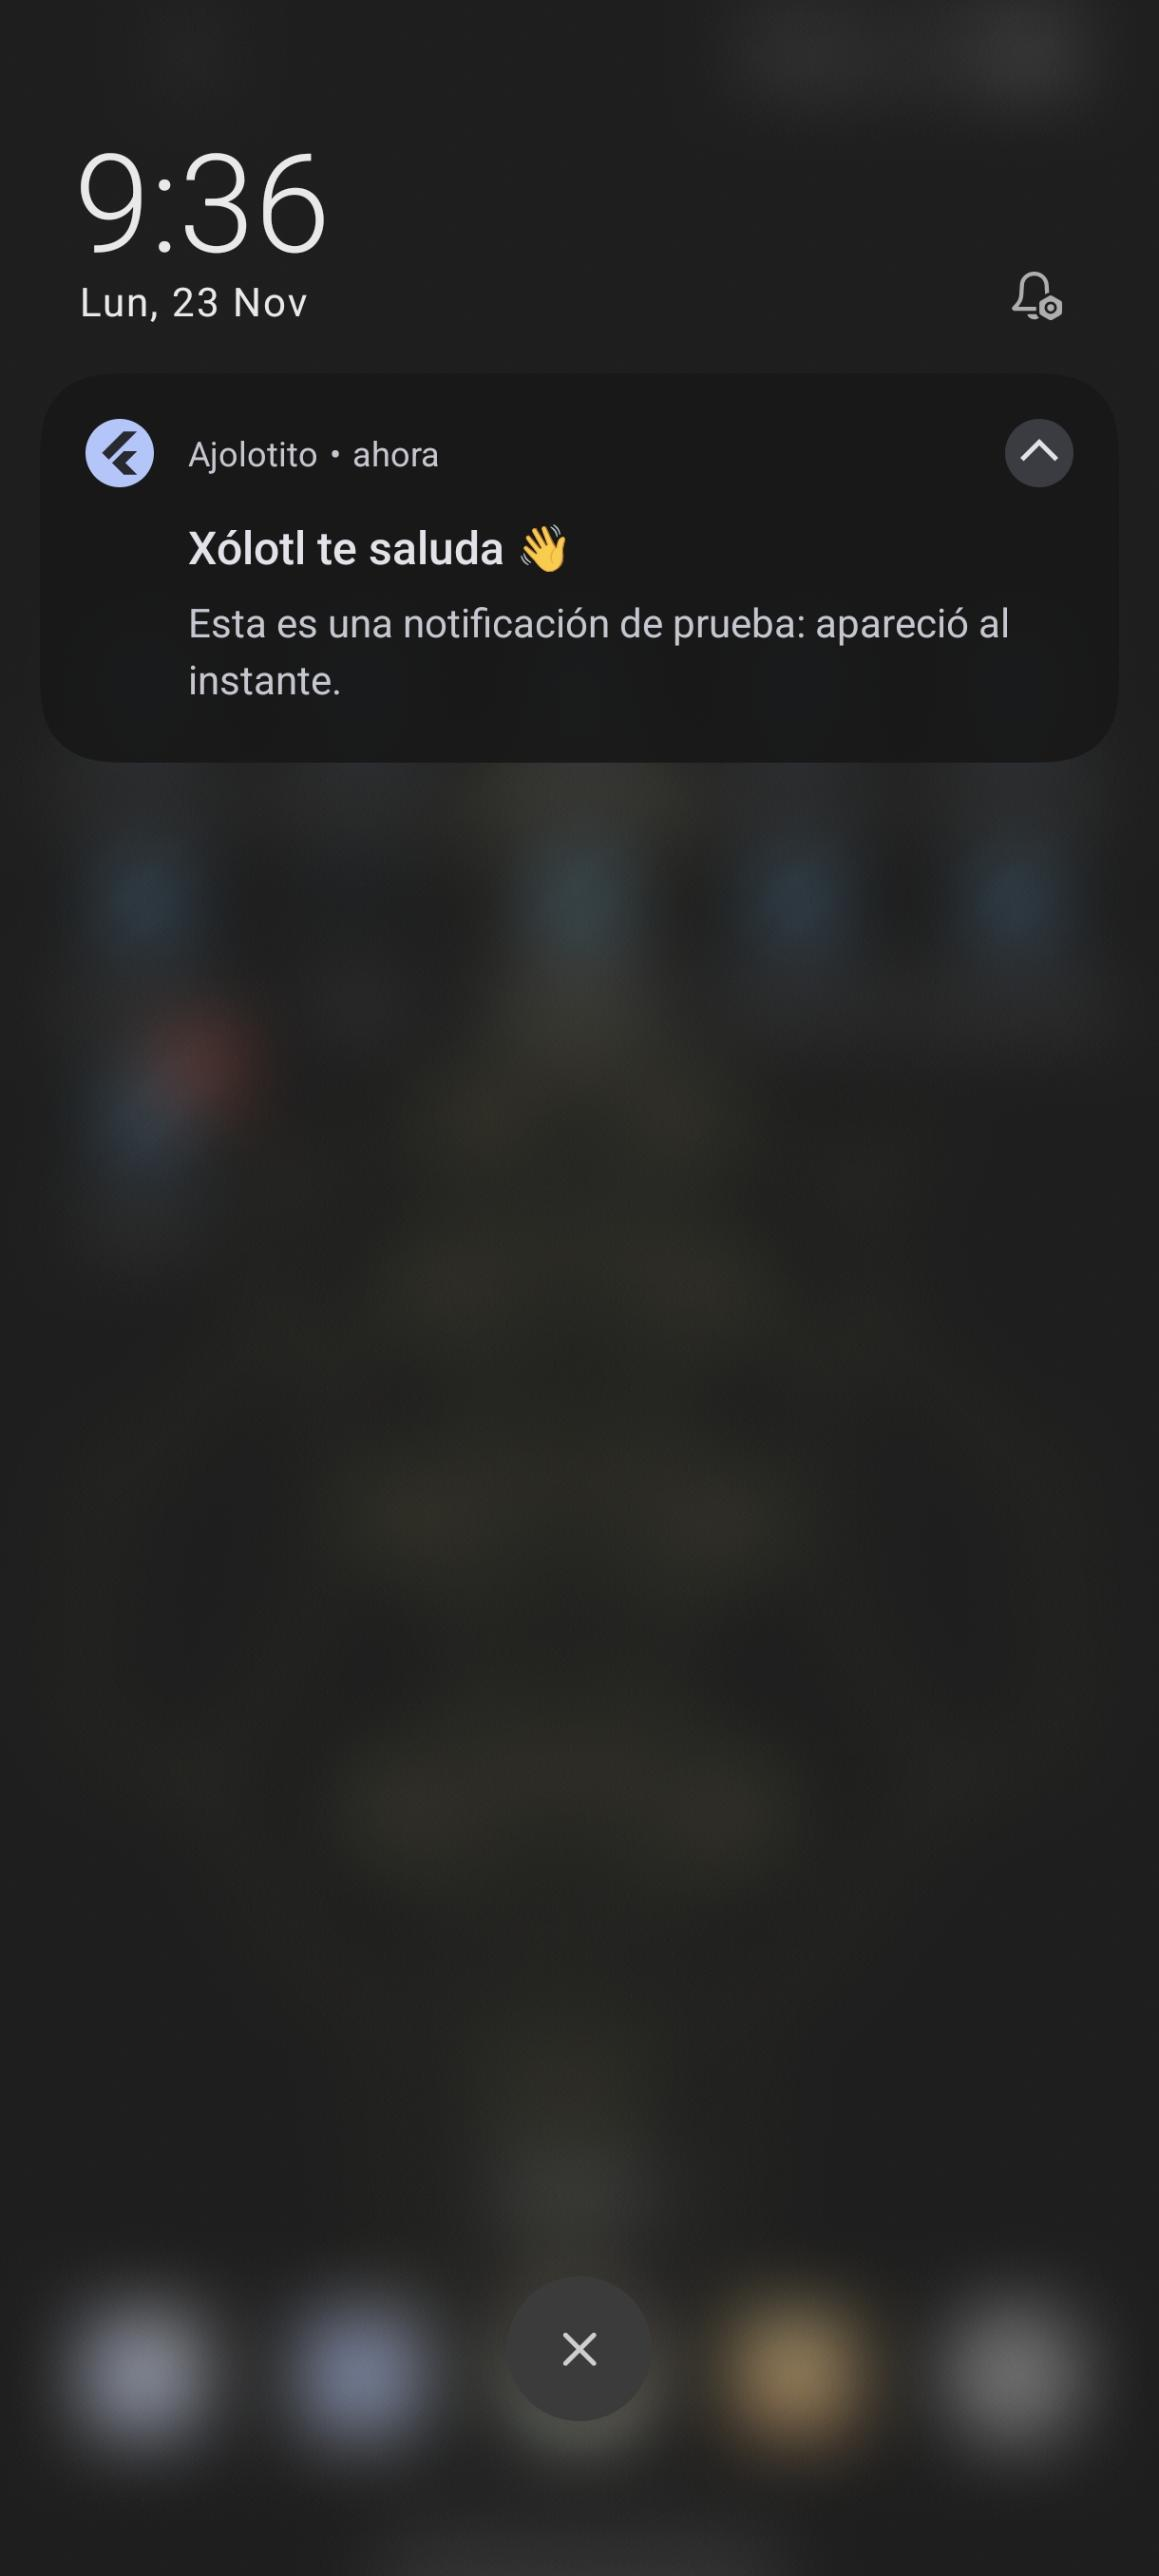 9:36
Lun, 23 Nov
Ajolotito • ahora
Xólotl te saluda 👋
Esta es una notificación de prueba: apareció al
instante.